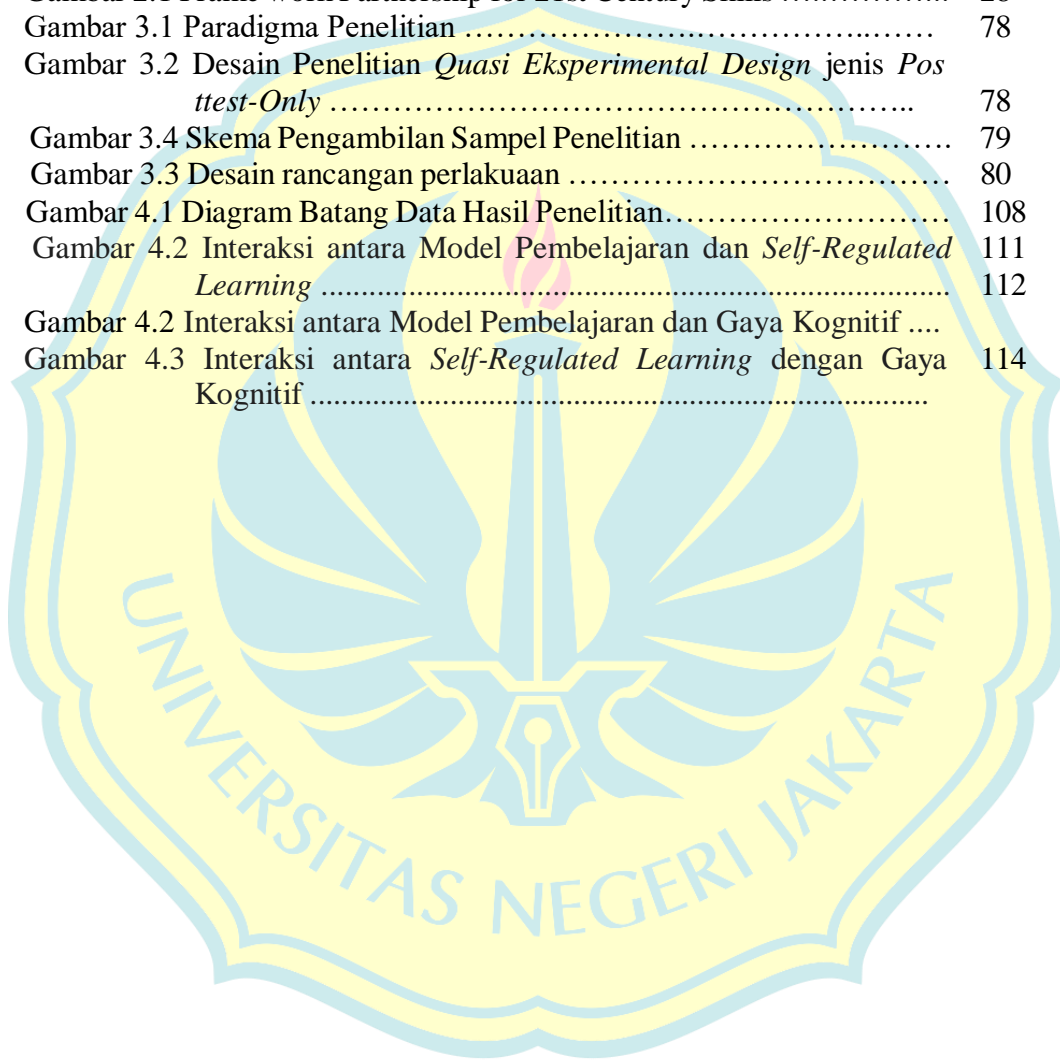 Gambar 3.1 Paradigma Penelitian …………………….…………..…… 78
Gambar 3.2 Desain Penelitian Quasi Eksperimental Design jenis Pos
ttest-Only ……………………………………………….. 78
Gambar 3.4 Skema Pengambilan Sampel Penelitian ……………………. 79
Gambar 3.3 Desain rancangan perlakuaan ……………………………… 80
Gambar 4.1 Diagram Batang Data Hasil Penelitian……………………… 108
Gambar 4.2 Interaksi antara Model Pembelajaran dan Self-Regulated 111
Learning .................................................................. 112
Gambar 4.2 Interaksi antara Model Pembelajaran dan Gaya Kognitif ....
Gambar 4.3 Interaksi antara Self-Regulated Learning dengan Gaya 114
Kognitif .................................................................
UNIVERSITAS NEGERI JAKARTA